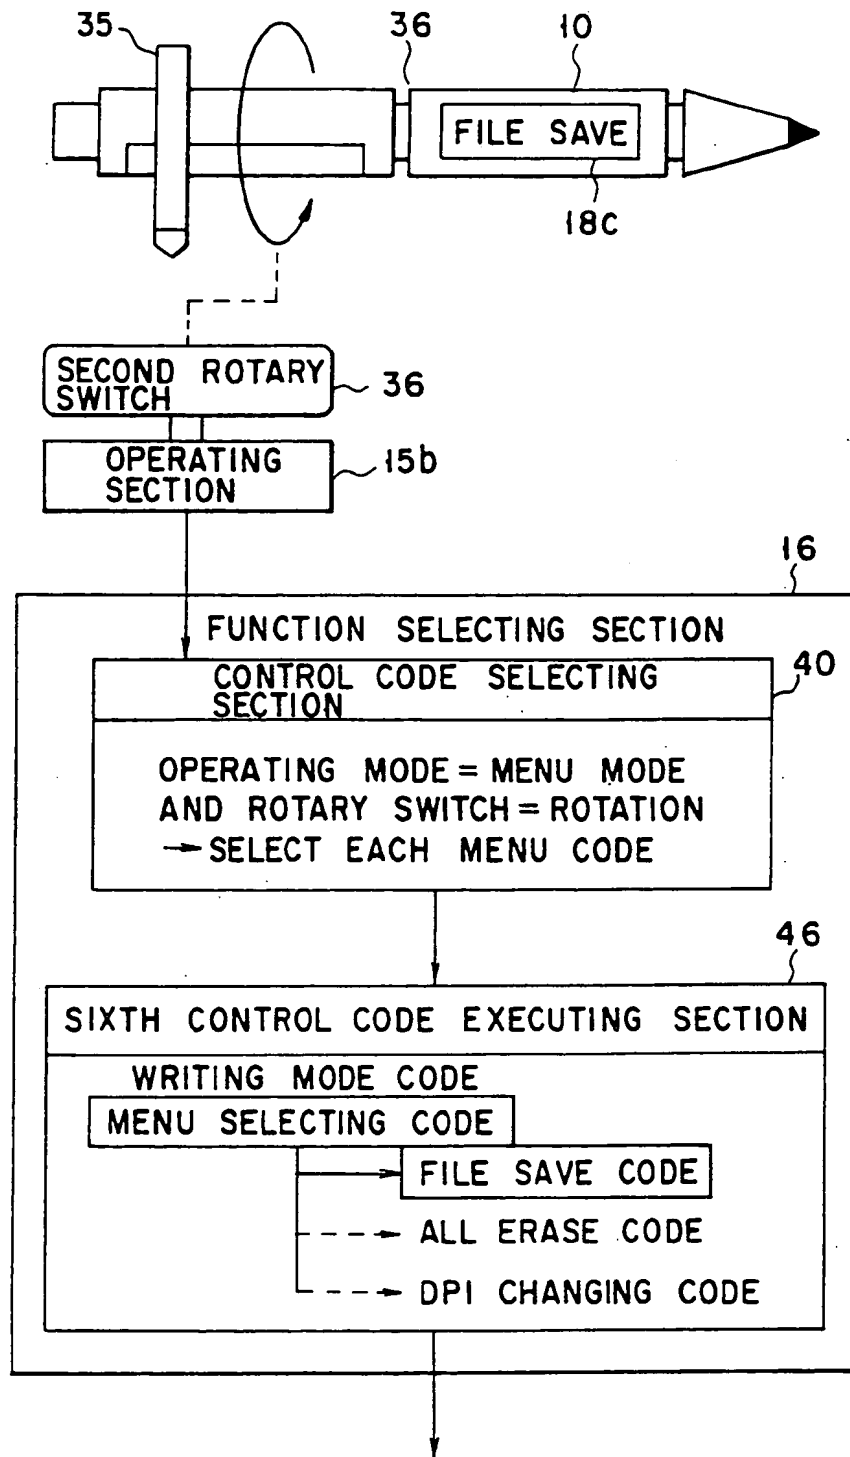 35
36
10
FILE SAVE
18c
SECOND ROTARY
SWITCH
36
OPERATING
SECTION
15b
16
FUNCTION SELECTING SECTION
CONTROL CODE SELECTING
SECTION
40
OPERATING MODE = MENU MODE
AND ROTARY SWITCH = ROTATION
→ SELECT EACH MENU CODE
46
SIXTH CONTROL CODE EXECUTING SECTION
WRITING MODE CODE
MENU SELECTING CODE
FILE SAVE CODE
ALL ERASE CODE
DPI CHANGING CODE